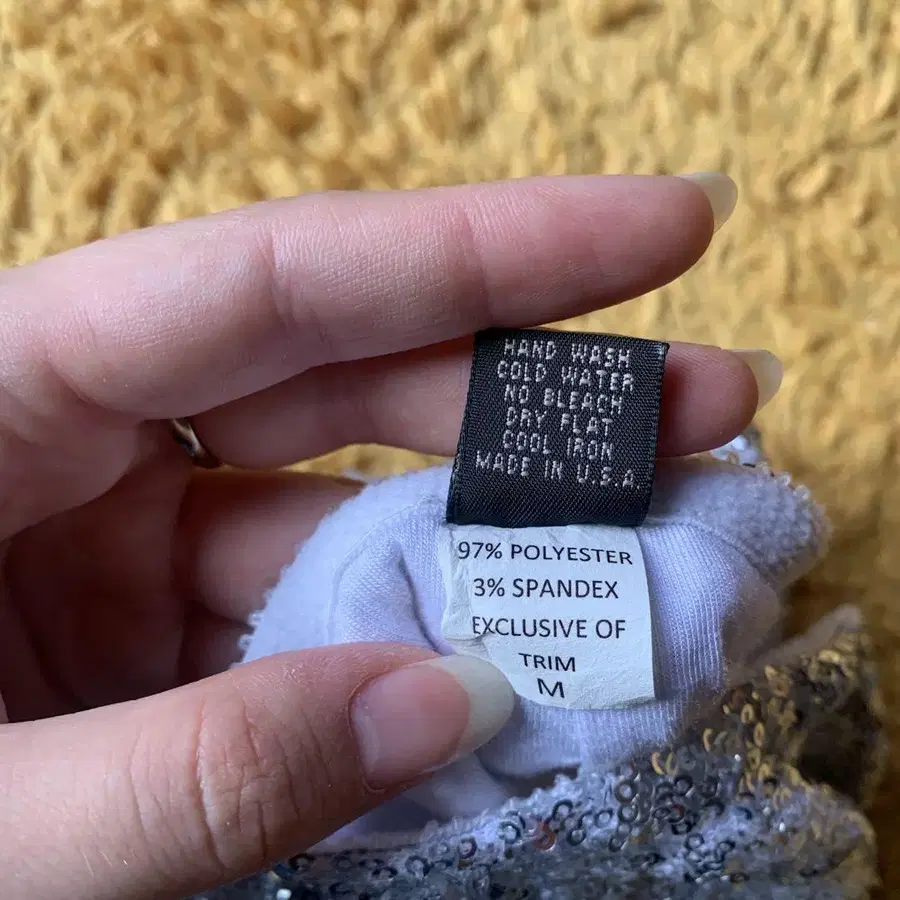 HAND WASH
COLD WATER
NO BLEACH
DRY FLAT
COOL IRON
MADE IN U.S.A.
97% POLYESTER
3% SPANDEX
EXCLUSIVE OF
TRIM
M